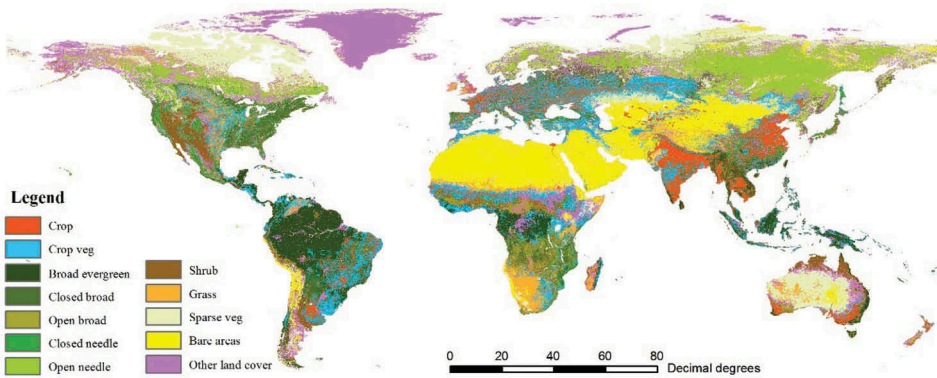 Legend
Crop
Crop veg
Broad evergreen
Closed broad
Open broad
Closed needle
Open needle
Shrub
Grass
Sparse veg
Bare areas
Other land cover
0 20 40 60 80
Decimal degrees